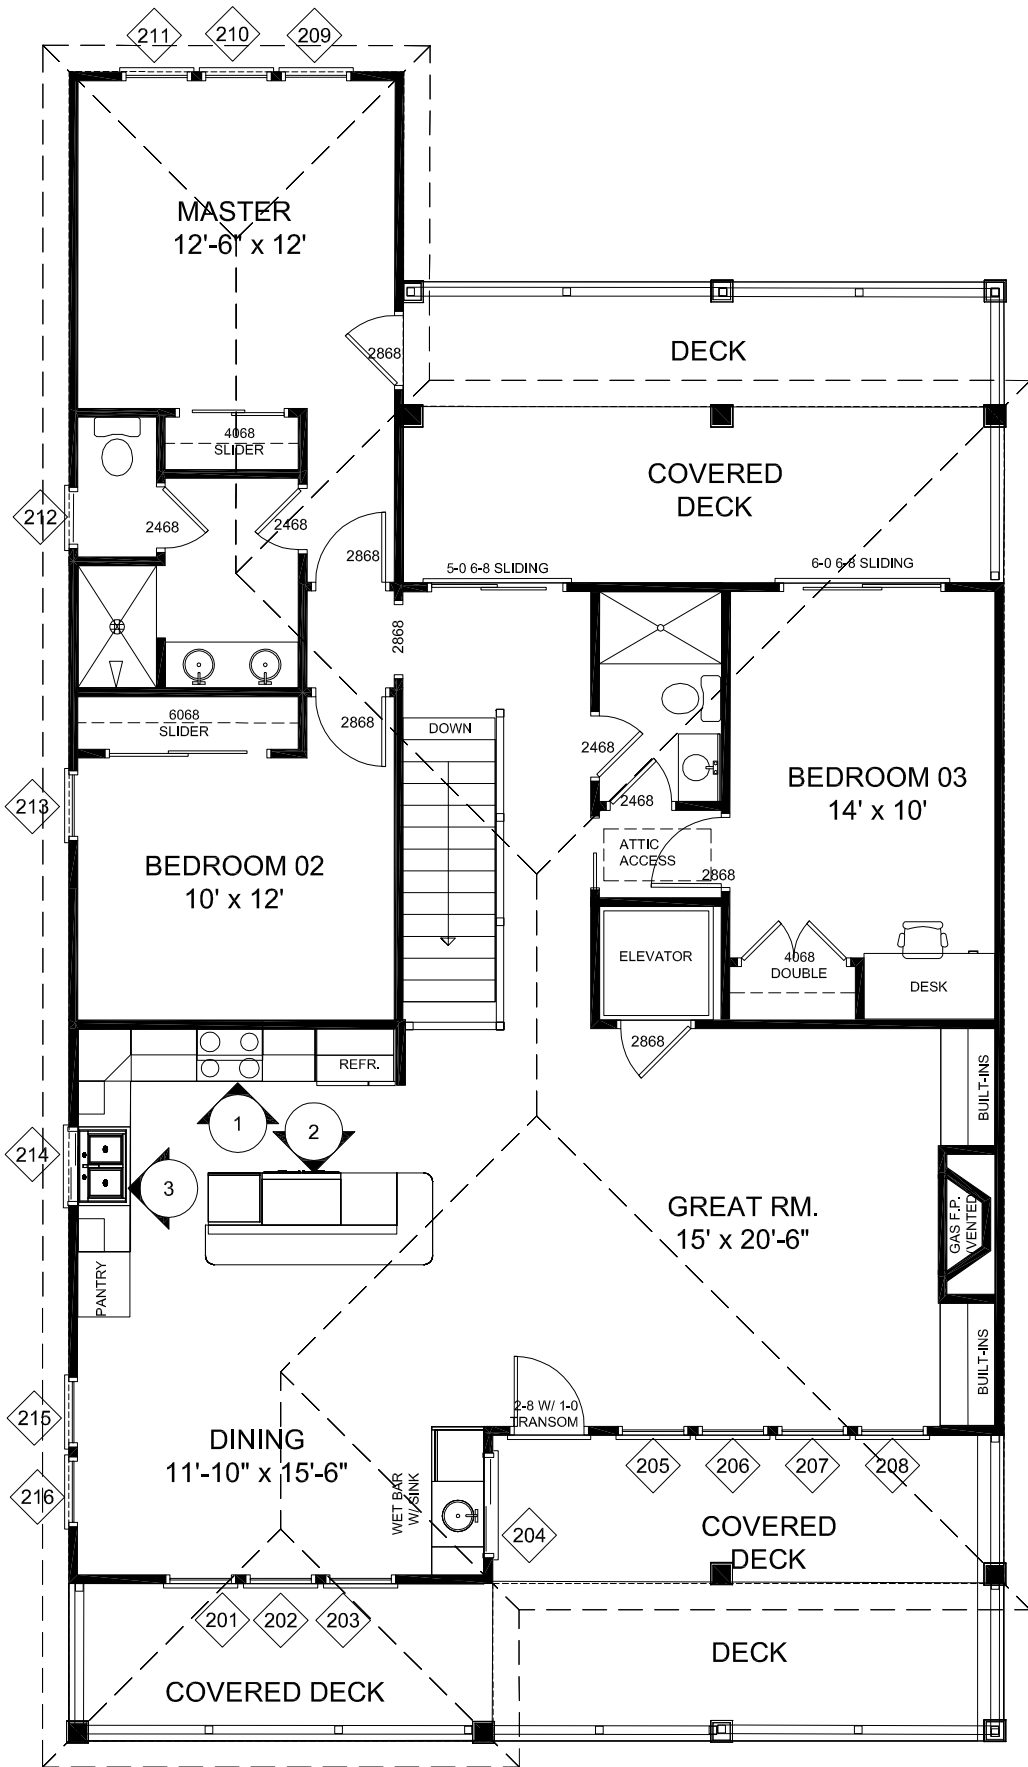 211
210
209
MASTER
12'-6" x 12'
2868
DECK
4068
SLIDER
COVERED
DECK
212
2468
2468
2868
5-0 6-8 SLIDING
6-0 6-8 SLIDING
2868
6068
SLIDER
2868
DOWN
2468
2468
213
BEDROOM 03
14' x 10'
BEDROOM 02
10' x 12'
ATTIC
ACCESS
2868
ELEVATOR
4068
DOUBLE
DESK
REFR.
2868
BUILT-INS
1
2
214
3
GREAT RM.
15' x 20'-6"
GAS F.P.
(VENTED)
PANTRY
BUILT-INS
2-8 W/ 1-0
TRANSOM
215
DINING
11'-10" x 15'-6"
205
206
207
208
216
WET BAR
W/ SINK
204
COVERED
DECK
201
202
203
DECK
COVERED DECK